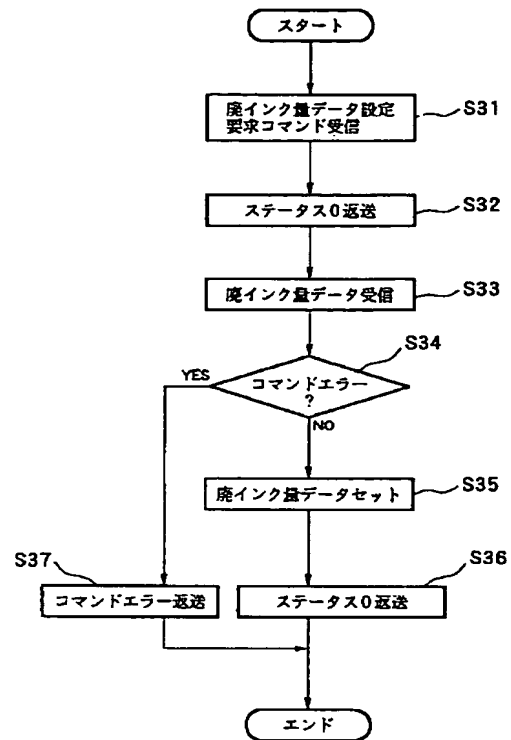 スタート
廃インク量データ設定
要求コマンド受信
S31
ステータス0返送
S32
廃インク量データ受信
S33
S34
コマンドエラー
?
YES
NO
廃インク量データセット
S35
S37
コマンドエラー返送
S36
ステータス0返送
エンド